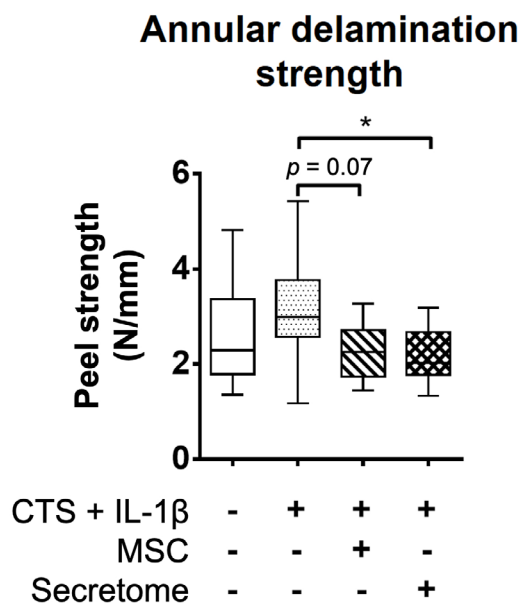 Annular delamination
strength
*
p = 0.07
6
4
2
0
Peel strength
(N/mm)
CTS + IL-1β - + + +
MSC - - + -
Secretome - - - +